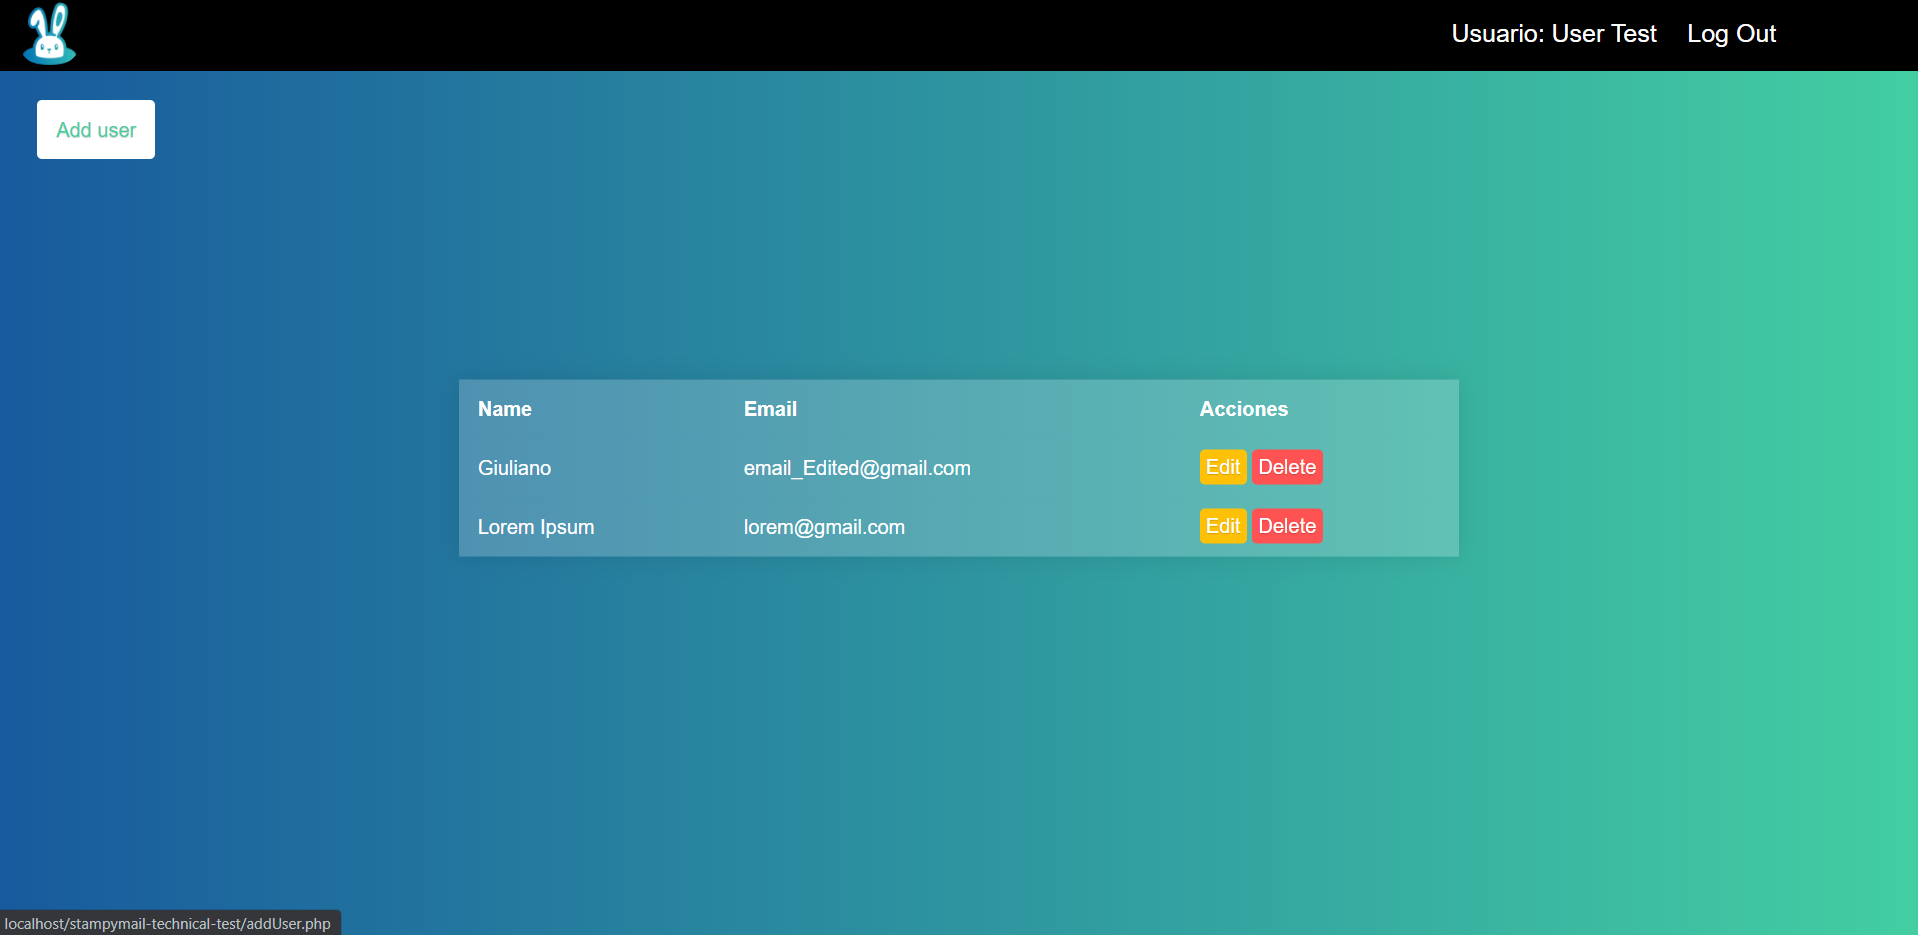 Usuario: User Test Log Out
Add user
Name Email Acciones
Giuliano email_Edited@gmail.com Edit Delete
Lorem Ipsum lorem@gmail.com Edit Delete
localhost/stampymail-technical-test/addUser.php